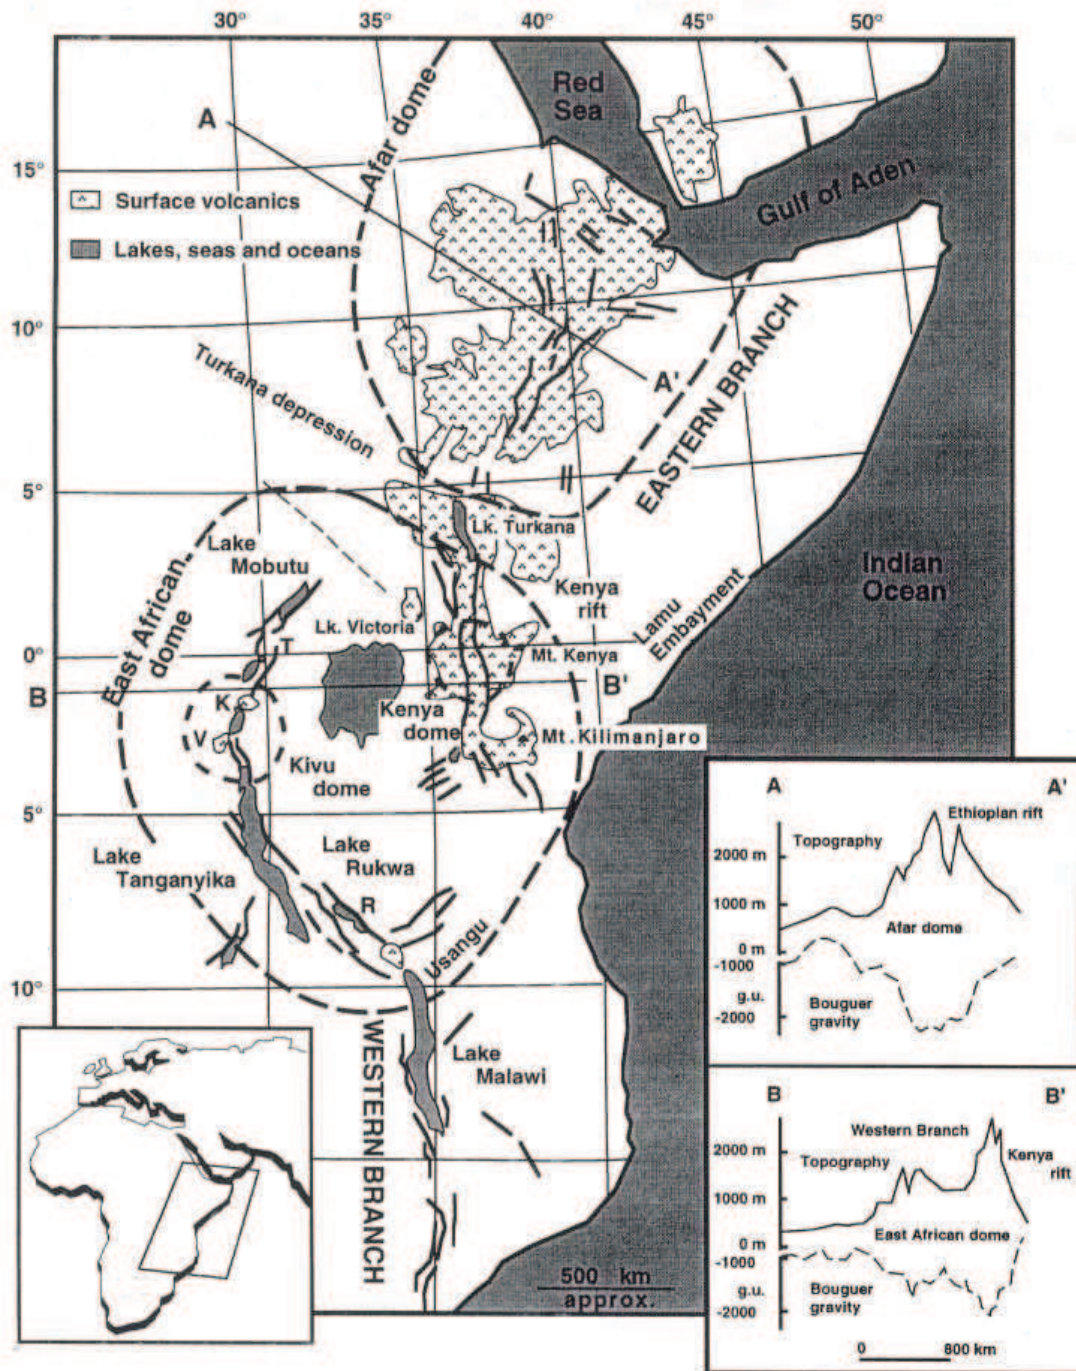 30°
35°
40°
45°
50°
Red
Sea
A
Afar dome
15°
Surface volcanics
Gulf of Aden
Lakes, seas and oceans
10°
Turkana depression
A'
EASTERN BRANCH
5°
Lk. Turkana
Lake
Mobutu
Indian
Ocean
Kenya
rift
Lamu
Embayment
East African
dome
Lk. Victoria
T
0°
Mt. Kenya
B
K
B'
Kenya
dome
V
Mt. Kilimanjaro
Kivu
dome
5°
Lake
Tanganyika
Lake
Rukwa
R
Usangu
10°
WESTERN BRANCH
Lake
Malawi
500 km
approx.
A
A'
Ethiopian rift
Topography
2000 m
1000 m
Afar dome
0 m
-1000
g.u.
-2000
Bouguer
gravity
B
B'
Western Branch
2000 m
Topography
Kenya
rift
1000 m
0 m
East African dome
-1000
g.u.
-2000
Bouguer
gravity
0
800 km